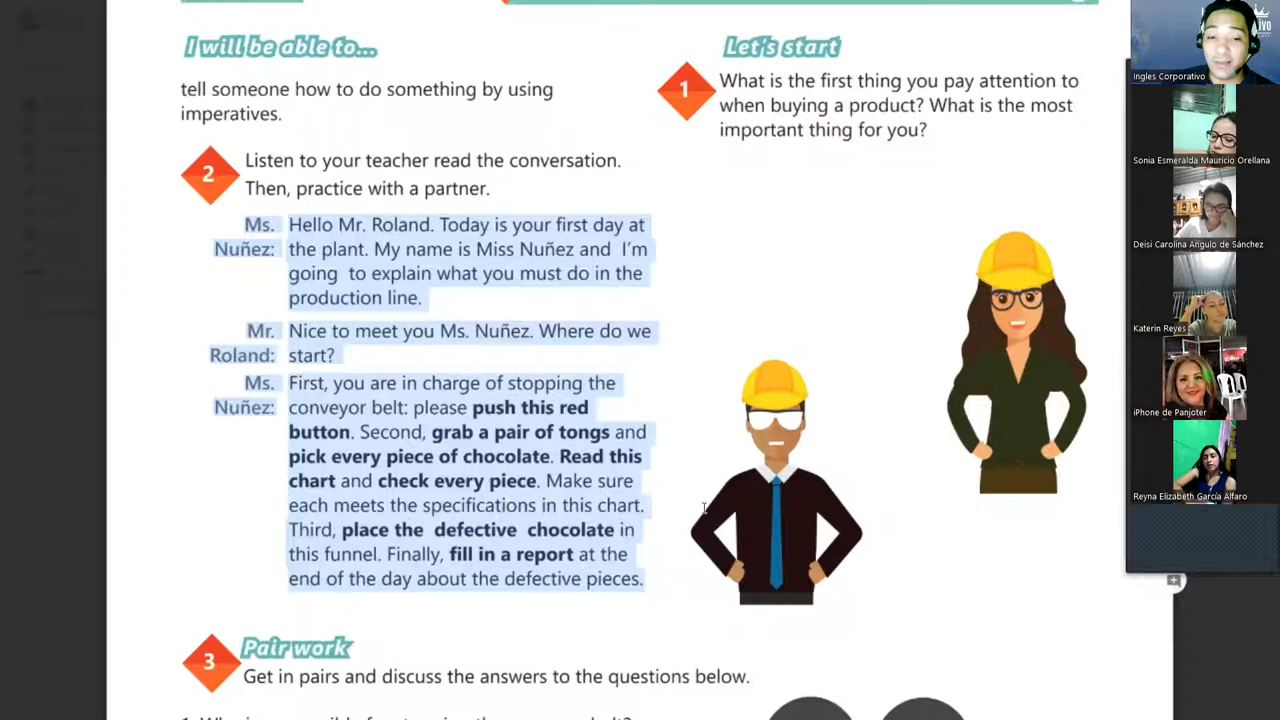 I will be able to...
tell someone how to do something by using
imperatives.
2
Listen to your teacher read the conversation.
Then, practice with a partner.
Ms. Hello Mr. Roland. Today is your first day at
Nuñez: the plant. My name is Miss Nuñez and I'm
going to explain what you must do in the
production line.
Mr. Nice to meet you Ms. Nuñez. Where do we
Roland: start?
Ms. First, you are in charge of stopping the
Nuñez: conveyor belt: please push this red
button. Second, grab a pair of tongs and
pick every piece of chocolate. Read this
chart and check every piece. Make sure
each meets the specifications in this chart.
Third, place the defective chocolate in
this funnel. Finally, fill in a report at the
end of the day about the defective pieces.
Let's start
1
What is the first thing you pay attention to
when buying a product? What is the most
important thing for you?
3
Pair work
Get in pairs and discuss the answers to the questions below.
Ingles Corporativo
Sonia Esmeralda Mauricio Orellana
Deisi Carolina Angulo de Sánchez
Katerin Reyes
iPhone de Panjoter
Reyna Elizabeth García Alfaro